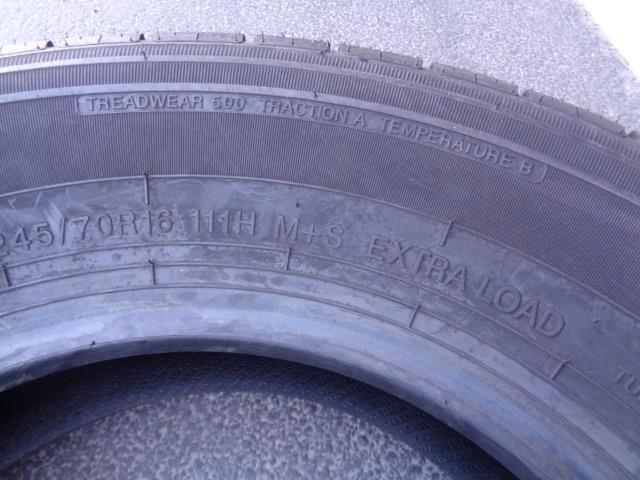 TREADWEAR 500 TRACTION A TEMPERATURE B
245/70R16 111H M+S EXTRA LOAD